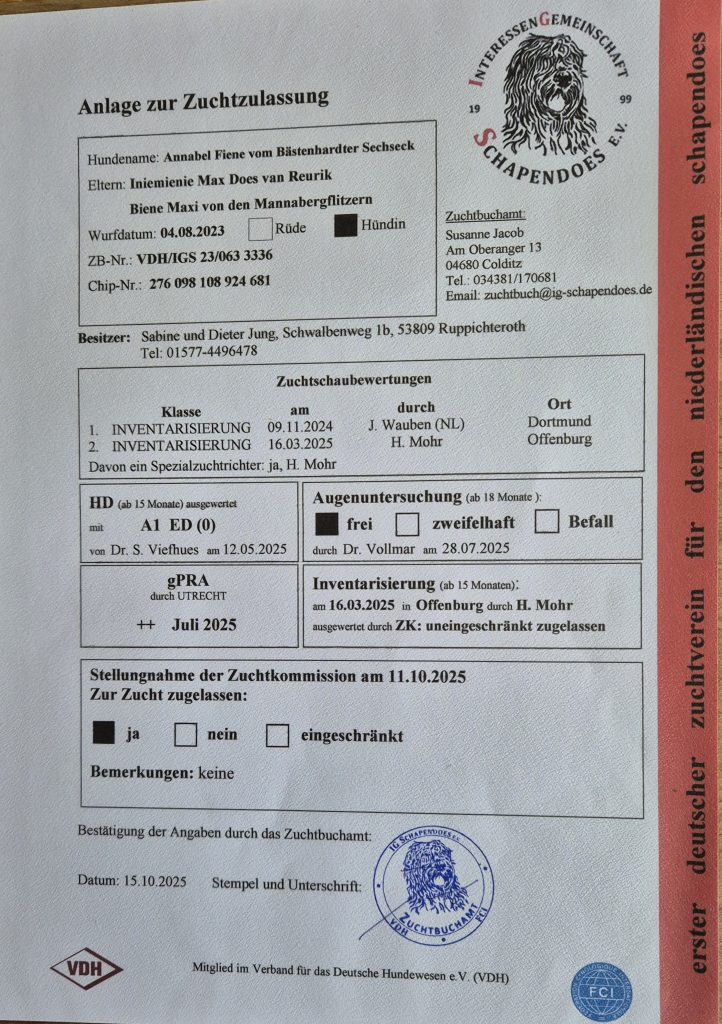 INTERESSENGEMEINSCHAFT
19 99
SCHAPENDOES E.V.
Anlage zur Zuchtzulassung
Hundename: Annabel Fiene vom Bästenhardter Sechseck
Eltern: Iniemienie Max Does van Reurik
Biene Maxi von den Mannabergflitzern
Wurfdatum: 04.08.2023 Rüde Hündin
ZB-Nr.: VDH/IGS 23/063 3336
Chip-Nr.: 276 098 108 924 681
Zuchtbuchamt:
Susanne Jacob
Am Oberanger 13
04680 Colditz
Tel.: 034381/170681
Email: zuchtbuch@ig-schapendoes.de
Besitzer: Sabine und Dieter Jung, Schwalbenweg 1b, 53809 Ruppichteroth
Tel: 01577-4496478
Zuchtschaubewertungen
Klasse am durch Ort
1. INVENTARISIERUNG 09.11.2024 J. Wauben (NL) Dortmund
2. INVENTARISIERUNG 16.03.2025 H. Mohr Offenburg
Davon ein Spezialzuchtrichter: ja, H. Mohr
HD (ab 15 Monate) ausgewertet
mit A1 ED (0)
von Dr. S. Viefhues am 12.05.2025
Augenuntersuchung (ab 18 Monate ):
frei zweifelhaft Befall
durch Dr. Vollmar am 28.07.2025
gPRA
durch UTRECHT
++ Juli 2025
Inventarisierung (ab 15 Monaten):
am 16.03.2025 in Offenburg durch H. Mohr
ausgewertet durch ZK: uneingeschränkt zugelassen
Stellungnahme der Zuchtkommission am 11.10.2025
Zur Zucht zugelassen:
ja nein eingeschränkt
Bemerkungen: keine
Bestätigung der Angaben durch das Zuchtbuchamt:
Datum: 15.10.2025 Stempel und Unterschrift:
IG SCHAPENDOES e.V.
VDH ZUCHTBUCHAMT FCI
VDH
Mitglied im Verband für das Deutsche Hundewesen e.V. (VDH)
FCI
erster deutscher zuchtverein für den niederländischen schapendoes